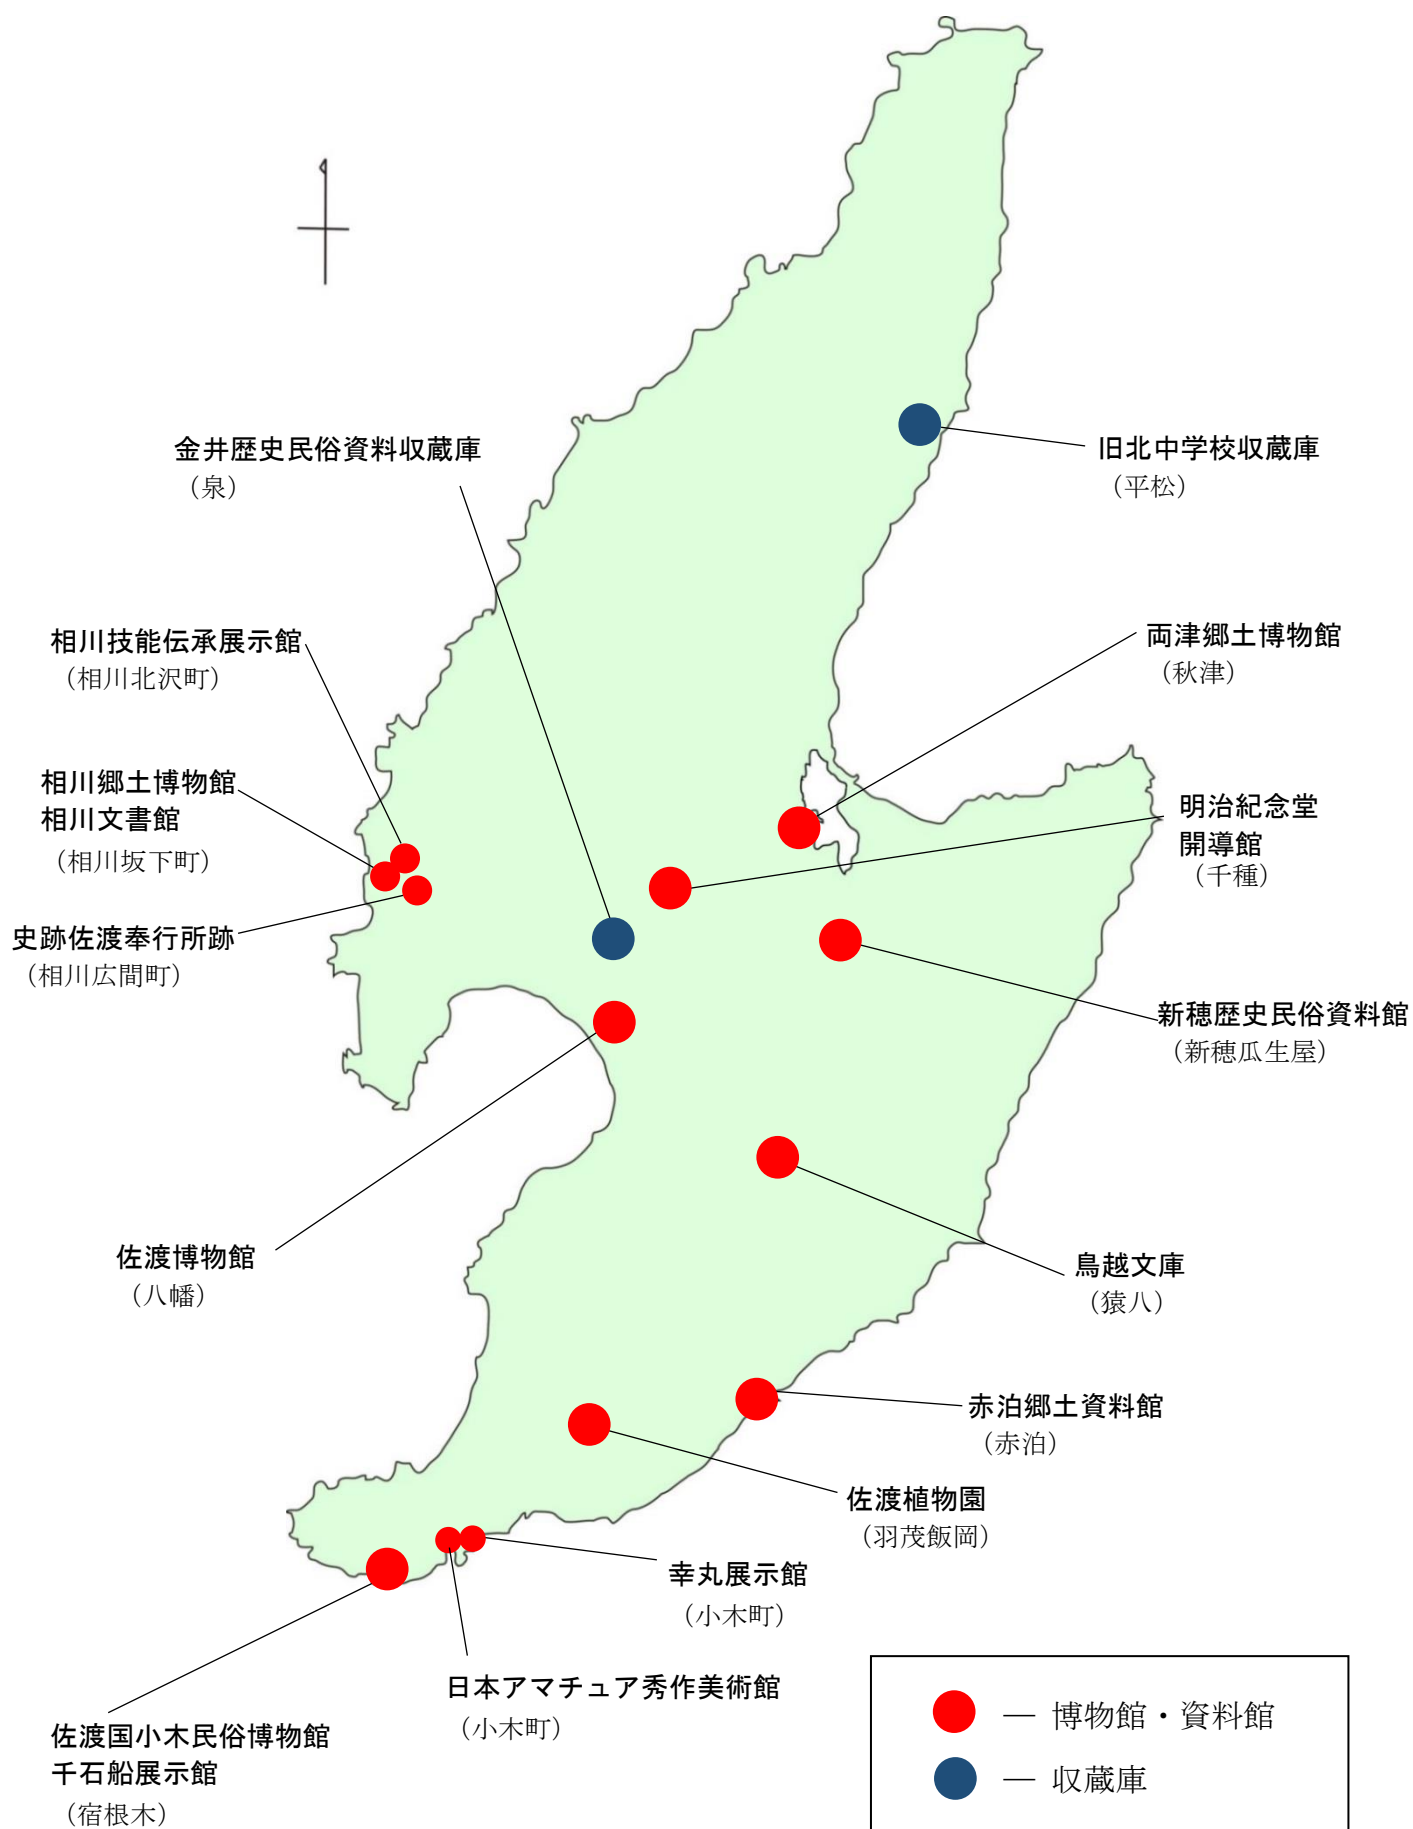 金井歴史民俗資料収蔵庫
（泉）
旧北中学校収蔵庫
（平松）
相川技能伝承展示館
（相川北沢町）
両津郷土博物館
（秋津）
相川郷土博物館
相川文書館
（相川坂下町）
明治紀念堂
開導館
（千種）
史跡佐渡奉行所跡
（相川広間町）
新穂歴史民俗資料館
（新穂瓜生屋）
佐渡博物館
（八幡）
鳥越文庫
（猿八）
赤泊郷土資料館
（赤泊）
佐渡植物園
（羽茂飯岡）
幸丸展示館
（小木町）
日本アマチュア秀作美術館
（小木町）
佐渡国小木民俗博物館
千石船展示館
（宿根木）
― 博物館・資料館
― 収蔵庫